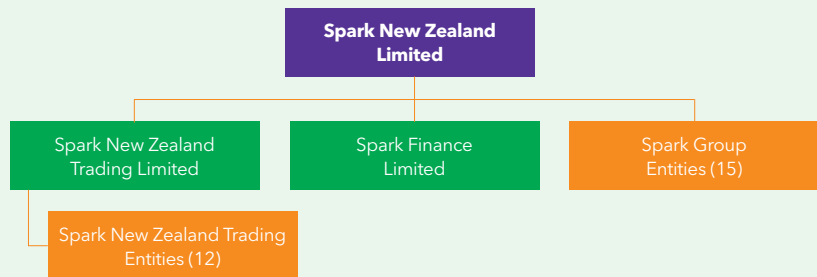 Spark New Zealand
Limited
Spark New Zealand
Trading Limited
Spark Finance
Limited
Spark Group
Entities (15)
Spark New Zealand Trading
Entities (12)